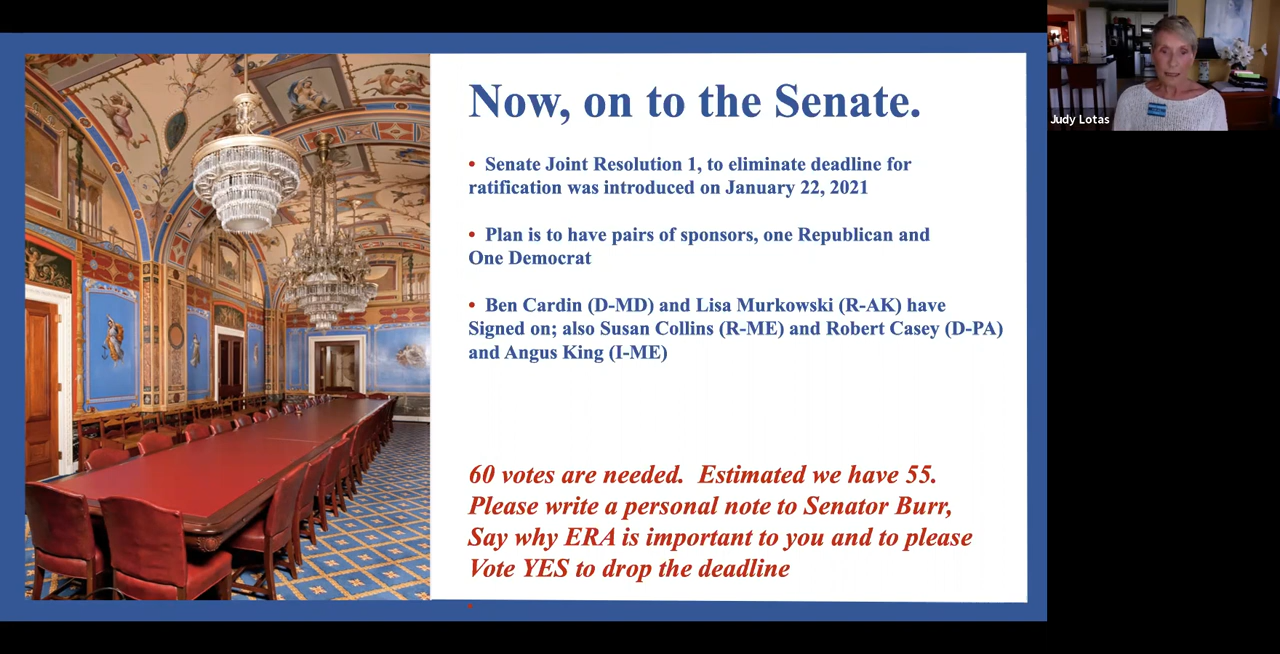 Now, on to the Senate.
• Senate Joint Resolution 1, to eliminate deadline for
ratification was introduced on January 22, 2021
• Plan is to have pairs of sponsors, one Republican and
One Democrat
• Ben Cardin (D-MD) and Lisa Murkowski (R-AK) have
Signed on; also Susan Collins (R-ME) and Robert Casey (D-PA)
and Angus King (I-ME)
60 votes are needed. Estimated we have 55.
Please write a personal note to Senator Burr,
Say why ERA is important to you and to please
Vote YES to drop the deadline
Judy Lotas